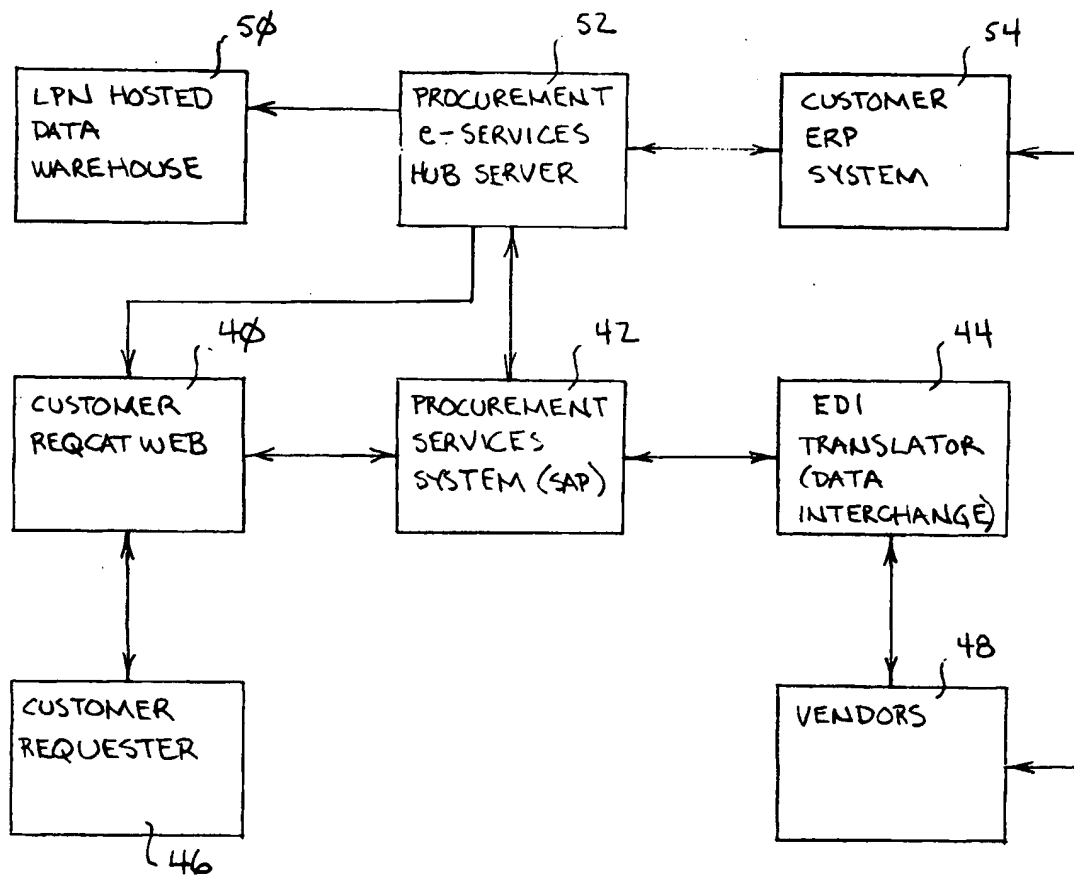 50
LPN HOSTED
DATA
WAREHOUSE
52
PROCUREMENT
e-SERVICES
HUB SERVER
54
CUSTOMER
ERP
SYSTEM
40
CUSTOMER
REQCAT WEB
42
PROCUREMENT
SERVICES
SYSTEM (SAP)
44
EDI
TRANSLATOR
(DATA
INTERCHANGE)
CUSTOMER
REQUESTER
46
48
VENDORS